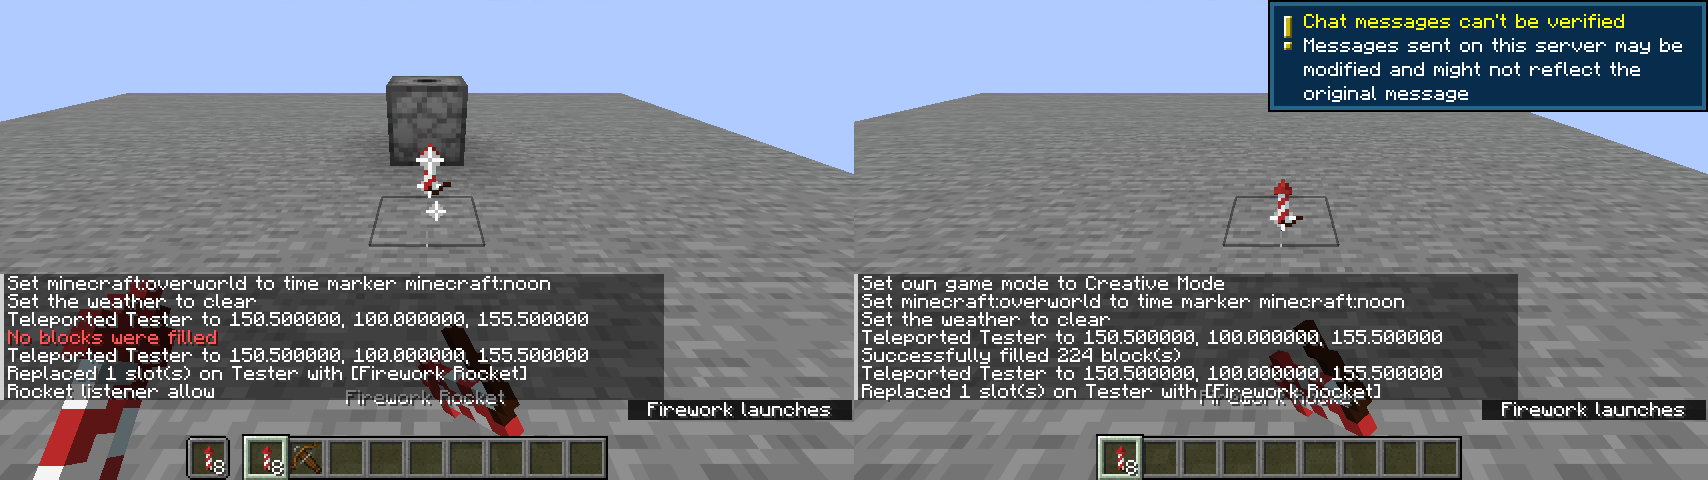 Chat messages can't be verified
Messages sent on this server may be
modified and might not reflect the
original message
Set minecraft:overworld to time marker minecraft:noon
Set the weather to clear
Teleported Tester to 150.500000, 100.000000, 155.500000
No blocks were filled
Teleported Tester to 150.500000, 100.000000, 155.500000
Replaced 1 slot(s) on Tester with [Firework Rocket]
Rocket listener allow
Firework Rocket
Firework launches
8
8
Set own game mode to Creative Mode
Set minecraft:overworld to time marker minecraft:noon
Set the weather to clear
Teleported Tester to 150.500000, 100.000000, 155.500000
Successfully filled 224 block(s)
Teleported Tester to 150.500000, 100.000000, 155.500000
Replaced 1 slot(s) on Tester with [Firework Rocket]
Firework Rocket
Firework launches
8